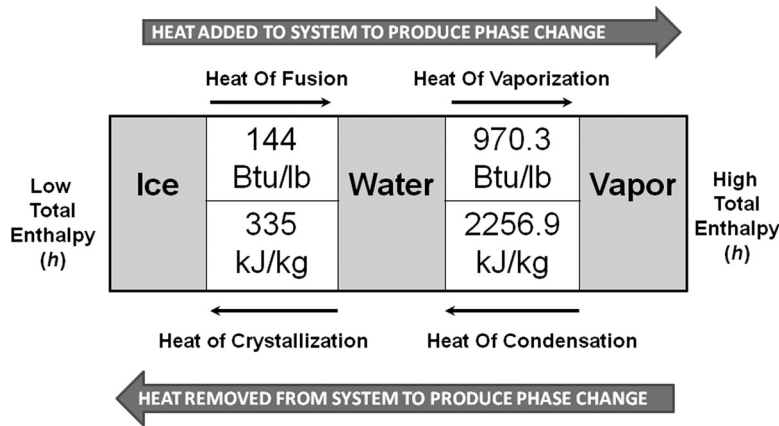 HEAT ADDED TO SYSTEM TO PRODUCE PHASE CHANGE
Heat Of Fusion
Heat Of Vaporization
Low
Total
Enthalpy
(h)
Ice
144
Btu/lb
335
kJ/kg
Water
970.3
Btu/lb
2256.9
kJ/kg
Vapor
High
Total
Enthalpy
(h)
Heat of Crystallization
Heat Of Condensation
HEAT REMOVED FROM SYSTEM TO PRODUCE PHASE CHANGE